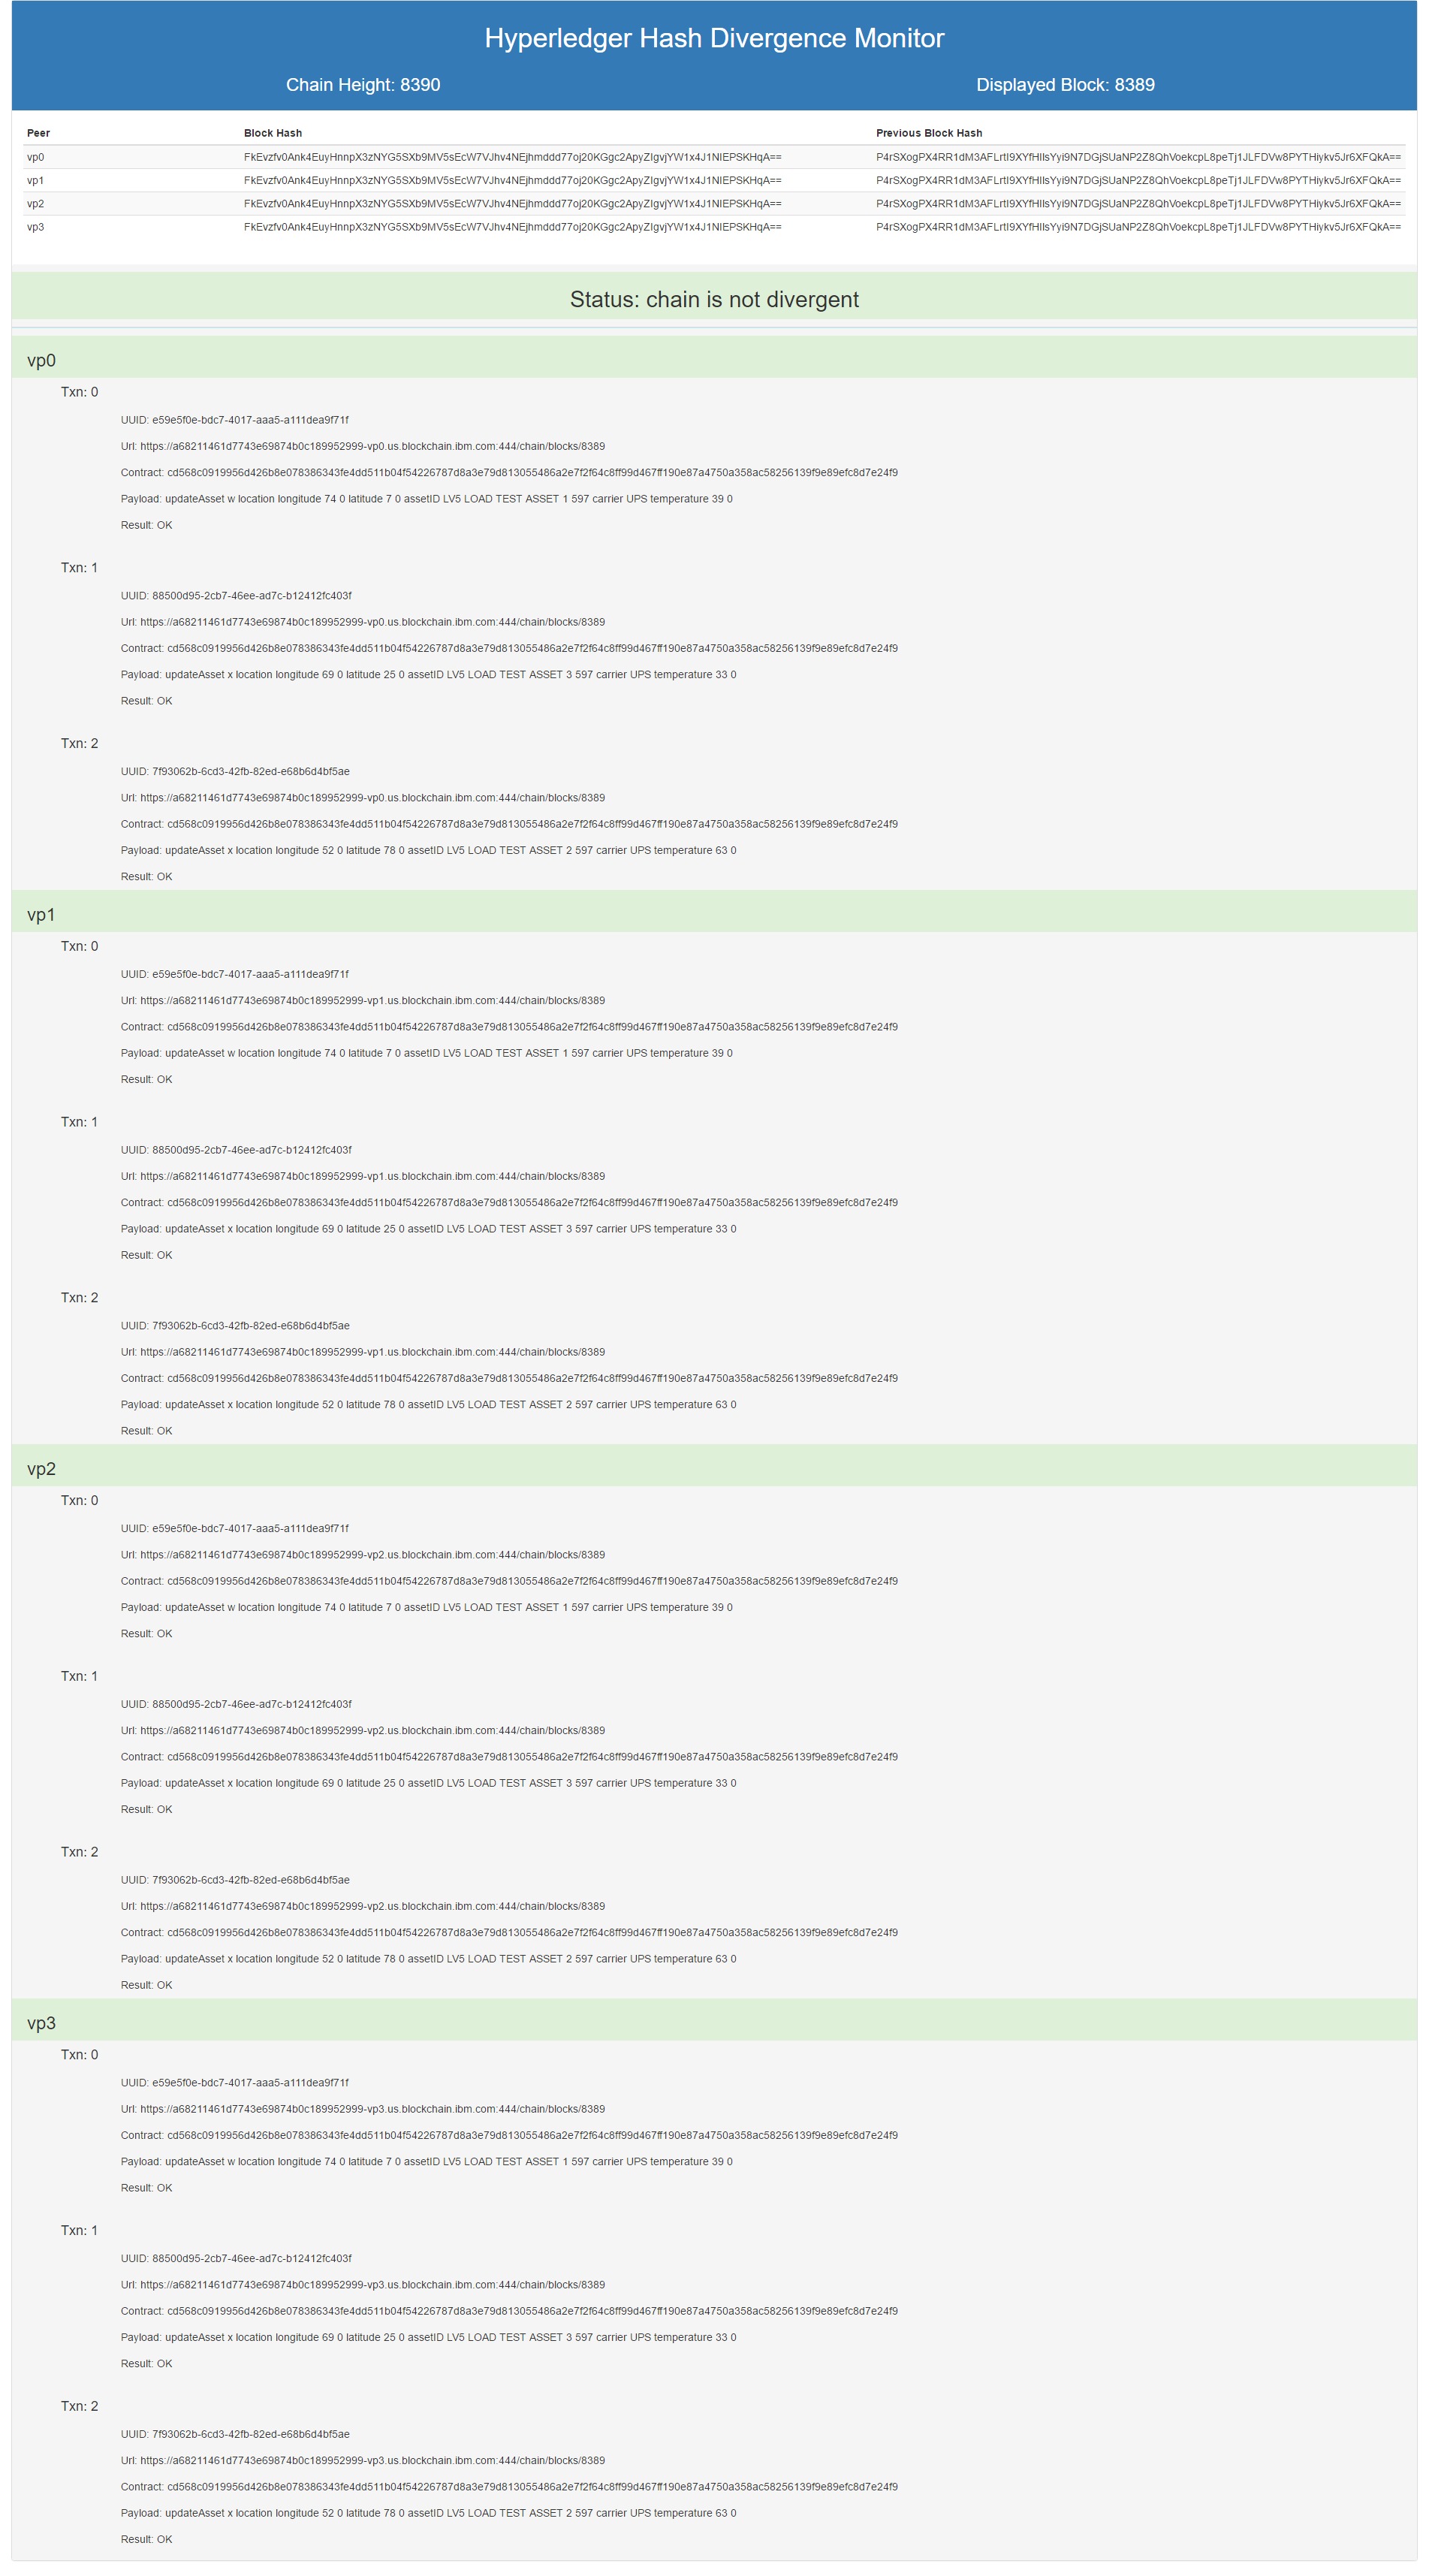 Hyperledger Hash Divergence Monitor
Chain Height: 8390 Displayed Block: 8389
Peer Block Hash Previous Block Hash
vp0 FkEvzfv0Ank4EuyHnnpX3zNYG5SXb9MV5sEcW7VJhv4NEjhmddd77oj20KGgc2ApyZIgvjYW1x4J1NIEPSKHqA== P4rSXogPX4RR1dM3AFLrtI9XYfHIlsYyi9N7DGjSUaNP2Z8QhVoekcpL8peTj1JLFDVw8PYTHiykv5Jr6XFQkA==
vp1 FkEvzfv0Ank4EuyHnnpX3zNYG5SXb9MV5sEcW7VJhv4NEjhmddd77oj20KGgc2ApyZIgvjYW1x4J1NIEPSKHqA== P4rSXogPX4RR1dM3AFLrtI9XYfHIlsYyi9N7DGjSUaNP2Z8QhVoekcpL8peTj1JLFDVw8PYTHiykv5Jr6XFQkA==
vp2 FkEvzfv0Ank4EuyHnnpX3zNYG5SXb9MV5sEcW7VJhv4NEjhmddd77oj20KGgc2ApyZIgvjYW1x4J1NIEPSKHqA== P4rSXogPX4RR1dM3AFLrtI9XYfHIlsYyi9N7DGjSUaNP2Z8QhVoekcpL8peTj1JLFDVw8PYTHiykv5Jr6XFQkA==
vp3 FkEvzfv0Ank4EuyHnnpX3zNYG5SXb9MV5sEcW7VJhv4NEjhmddd77oj20KGgc2ApyZIgvjYW1x4J1NIEPSKHqA== P4rSXogPX4RR1dM3AFLrtI9XYfHIlsYyi9N7DGjSUaNP2Z8QhVoekcpL8peTj1JLFDVw8PYTHiykv5Jr6XFQkA==
Status: chain is not divergent
vp0
Txn: 0
UUID: e59e5f0e-bdc7-4017-aaa5-a111dea9f71f
Url: https://a68211461d7743e69874b0c189952999-vp0.us.blockchain.ibm.com:444/chain/blocks/8389
Contract: cd568c0919956d426b8e078386343fe4dd511b04f54226787d8a3e79d813055486a2e7f2f64c8ff99d467ff190e87a4750a358ac58256139f9e89efc8d7e24f9
Payload: updateAsset w location longitude 74 0 latitude 7 0 assetID LV5 LOAD TEST ASSET 1 597 carrier UPS temperature 39 0
Result: OK
Txn: 1
UUID: 88500d95-2cb7-46ee-ad7c-b12412fc403f
Url: https://a68211461d7743e69874b0c189952999-vp0.us.blockchain.ibm.com:444/chain/blocks/8389
Contract: cd568c0919956d426b8e078386343fe4dd511b04f54226787d8a3e79d813055486a2e7f2f64c8ff99d467ff190e87a4750a358ac58256139f9e89efc8d7e24f9
Payload: updateAsset x location longitude 69 0 latitude 25 0 assetID LV5 LOAD TEST ASSET 3 597 carrier UPS temperature 33 0
Result: OK
Txn: 2
UUID: 7f93062b-6cd3-42fb-82ed-e68b6d4bf5ae
Url: https://a68211461d7743e69874b0c189952999-vp0.us.blockchain.ibm.com:444/chain/blocks/8389
Contract: cd568c0919956d426b8e078386343fe4dd511b04f54226787d8a3e79d813055486a2e7f2f64c8ff99d467ff190e87a4750a358ac58256139f9e89efc8d7e24f9
Payload: updateAsset x location longitude 52 0 latitude 78 0 assetID LV5 LOAD TEST ASSET 2 597 carrier UPS temperature 63 0
Result: OK
vp1
Txn: 0
UUID: e59e5f0e-bdc7-4017-aaa5-a111dea9f71f
Url: https://a68211461d7743e69874b0c189952999-vp1.us.blockchain.ibm.com:444/chain/blocks/8389
Contract: cd568c0919956d426b8e078386343fe4dd511b04f54226787d8a3e79d813055486a2e7f2f64c8ff99d467ff190e87a4750a358ac58256139f9e89efc8d7e24f9
Payload: updateAsset w location longitude 74 0 latitude 7 0 assetID LV5 LOAD TEST ASSET 1 597 carrier UPS temperature 39 0
Result: OK
Txn: 1
UUID: 88500d95-2cb7-46ee-ad7c-b12412fc403f
Url: https://a68211461d7743e69874b0c189952999-vp1.us.blockchain.ibm.com:444/chain/blocks/8389
Contract: cd568c0919956d426b8e078386343fe4dd511b04f54226787d8a3e79d813055486a2e7f2f64c8ff99d467ff190e87a4750a358ac58256139f9e89efc8d7e24f9
Payload: updateAsset x location longitude 69 0 latitude 25 0 assetID LV5 LOAD TEST ASSET 3 597 carrier UPS temperature 33 0
Result: OK
Txn: 2
UUID: 7f93062b-6cd3-42fb-82ed-e68b6d4bf5ae
Url: https://a68211461d7743e69874b0c189952999-vp1.us.blockchain.ibm.com:444/chain/blocks/8389
Contract: cd568c0919956d426b8e078386343fe4dd511b04f54226787d8a3e79d813055486a2e7f2f64c8ff99d467ff190e87a4750a358ac58256139f9e89efc8d7e24f9
Payload: updateAsset x location longitude 52 0 latitude 78 0 assetID LV5 LOAD TEST ASSET 2 597 carrier UPS temperature 63 0
Result: OK
vp2
Txn: 0
UUID: e59e5f0e-bdc7-4017-aaa5-a111dea9f71f
Url: https://a68211461d7743e69874b0c189952999-vp2.us.blockchain.ibm.com:444/chain/blocks/8389
Contract: cd568c0919956d426b8e078386343fe4dd511b04f54226787d8a3e79d813055486a2e7f2f64c8ff99d467ff190e87a4750a358ac58256139f9e89efc8d7e24f9
Payload: updateAsset w location longitude 74 0 latitude 7 0 assetID LV5 LOAD TEST ASSET 1 597 carrier UPS temperature 39 0
Result: OK
Txn: 1
UUID: 88500d95-2cb7-46ee-ad7c-b12412fc403f
Url: https://a68211461d7743e69874b0c189952999-vp2.us.blockchain.ibm.com:444/chain/blocks/8389
Contract: cd568c0919956d426b8e078386343fe4dd511b04f54226787d8a3e79d813055486a2e7f2f64c8ff99d467ff190e87a4750a358ac58256139f9e89efc8d7e24f9
Payload: updateAsset x location longitude 69 0 latitude 25 0 assetID LV5 LOAD TEST ASSET 3 597 carrier UPS temperature 33 0
Result: OK
Txn: 2
UUID: 7f93062b-6cd3-42fb-82ed-e68b6d4bf5ae
Url: https://a68211461d7743e69874b0c189952999-vp2.us.blockchain.ibm.com:444/chain/blocks/8389
Contract: cd568c0919956d426b8e078386343fe4dd511b04f54226787d8a3e79d813055486a2e7f2f64c8ff99d467ff190e87a4750a358ac58256139f9e89efc8d7e24f9
Payload: updateAsset x location longitude 52 0 latitude 78 0 assetID LV5 LOAD TEST ASSET 2 597 carrier UPS temperature 63 0
Result: OK
vp3
Txn: 0
UUID: e59e5f0e-bdc7-4017-aaa5-a111dea9f71f
Url: https://a68211461d7743e69874b0c189952999-vp3.us.blockchain.ibm.com:444/chain/blocks/8389
Contract: cd568c0919956d426b8e078386343fe4dd511b04f54226787d8a3e79d813055486a2e7f2f64c8ff99d467ff190e87a4750a358ac58256139f9e89efc8d7e24f9
Payload: updateAsset w location longitude 74 0 latitude 7 0 assetID LV5 LOAD TEST ASSET 1 597 carrier UPS temperature 39 0
Result: OK
Txn: 1
UUID: 88500d95-2cb7-46ee-ad7c-b12412fc403f
Url: https://a68211461d7743e69874b0c189952999-vp3.us.blockchain.ibm.com:444/chain/blocks/8389
Contract: cd568c0919956d426b8e078386343fe4dd511b04f54226787d8a3e79d813055486a2e7f2f64c8ff99d467ff190e87a4750a358ac58256139f9e89efc8d7e24f9
Payload: updateAsset x location longitude 69 0 latitude 25 0 assetID LV5 LOAD TEST ASSET 3 597 carrier UPS temperature 33 0
Result: OK
Txn: 2
UUID: 7f93062b-6cd3-42fb-82ed-e68b6d4bf5ae
Url: https://a68211461d7743e69874b0c189952999-vp3.us.blockchain.ibm.com:444/chain/blocks/8389
Contract: cd568c0919956d426b8e078386343fe4dd511b04f54226787d8a3e79d813055486a2e7f2f64c8ff99d467ff190e87a4750a358ac58256139f9e89efc8d7e24f9
Payload: updateAsset x location longitude 52 0 latitude 78 0 assetID LV5 LOAD TEST ASSET 2 597 carrier UPS temperature 63 0
Result: OK